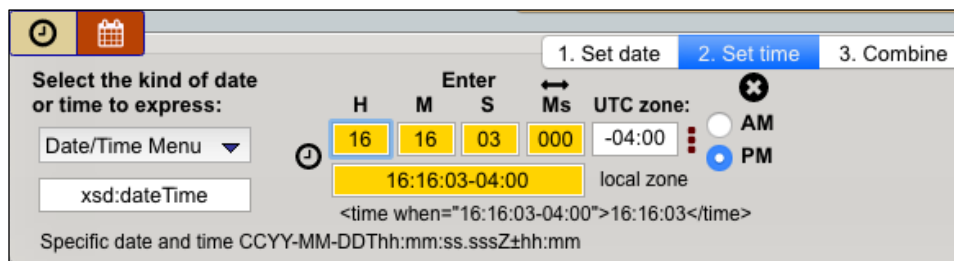 1. Set date 2. Set time 3. Combine
Select the kind of date
or time to express:
Enter
H M S Ms UTC zone:
Date/Time Menu
16 16 03 000 -04:00
AM
PM
16:16:03-04:00 local zone
xsd:dateTime
<time when="16:16:03-04:00">16:16:03</time>
Specific date and time CCYY-MM-DDThh:mm:ss.sssZ±hh:mm